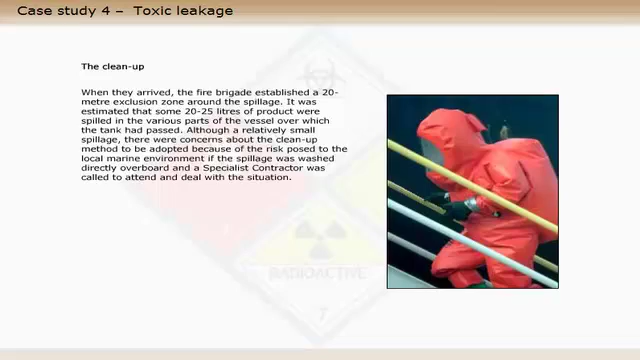 Case study 4 – Toxic leakage
The clean-up
When they arrived, the fire brigade established a 20-
metre exclusion zone around the spillage. It was
estimated that some 20-25 litres of product were
spilled in the various parts of the vessel over which
the tank had passed. Although a relatively small
spillage, there were concerns about the clean-up
method to be adopted because of the risk posed to the
local marine environment if the spillage was washed
directly overboard and a Specialist Contractor was
called to attend and deal with the situation.
RADIOACTIVE
7